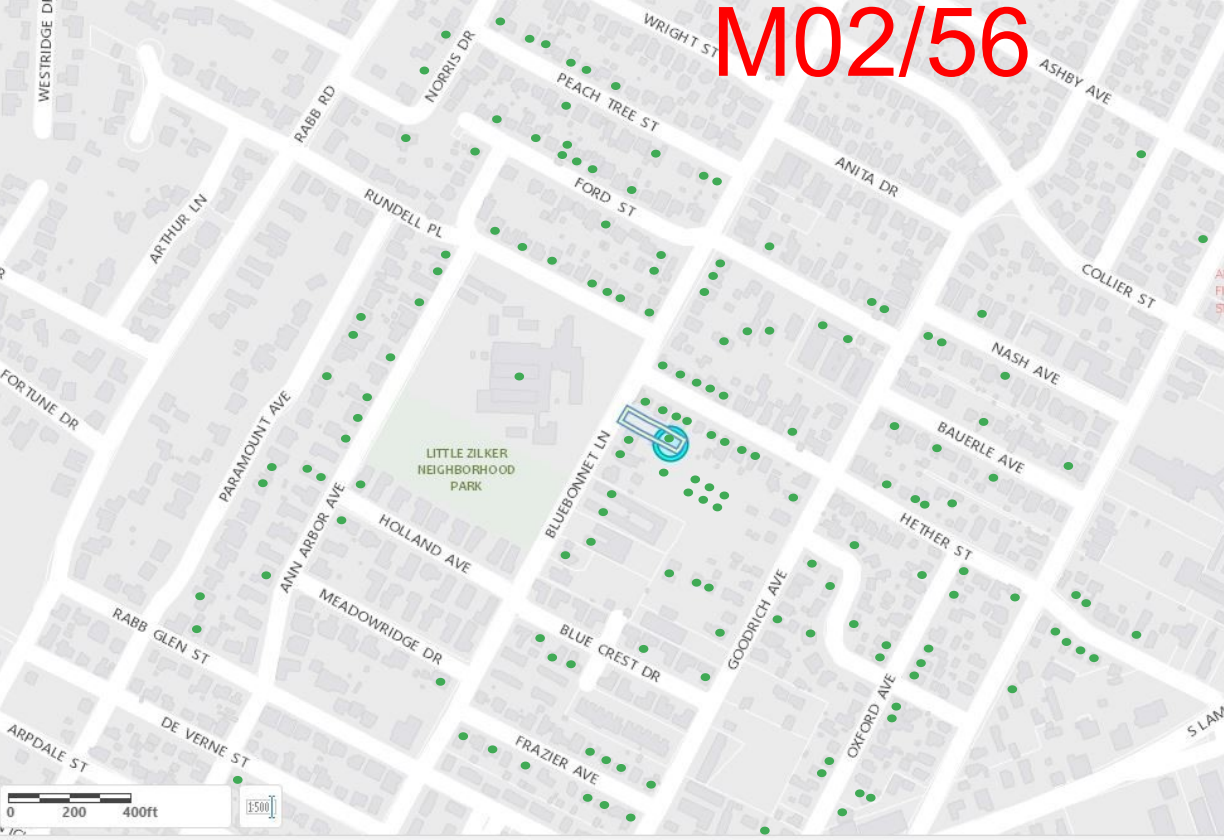 M02/56
WESTRIDGE DR
NORRIS DR
WRIGHT ST
ASHBY AVE
RABB RD
PEACH TREE ST
ANITA DR
ARTHUR LN
RUNDELL PL
FORD ST
COLLIER ST
FORTUNE DR
PARAMOUNT AVE
NASH AVE
LITTLE ZILKER
NEIGHBORHOOD
PARK
BLUEBONNET LN
BAUERLE AVE
ANN ARBOR AVE
HOLLAND AVE
HETHER ST
MEADOWRIDGE DR
RABB GLEN ST
BLUE CREST DR
GOODRICH AVE
OXFORD AVE
S LAM
ARPDALE ST
DE VERNE ST
FRAZIER AVE
0 200 400ft
1:500